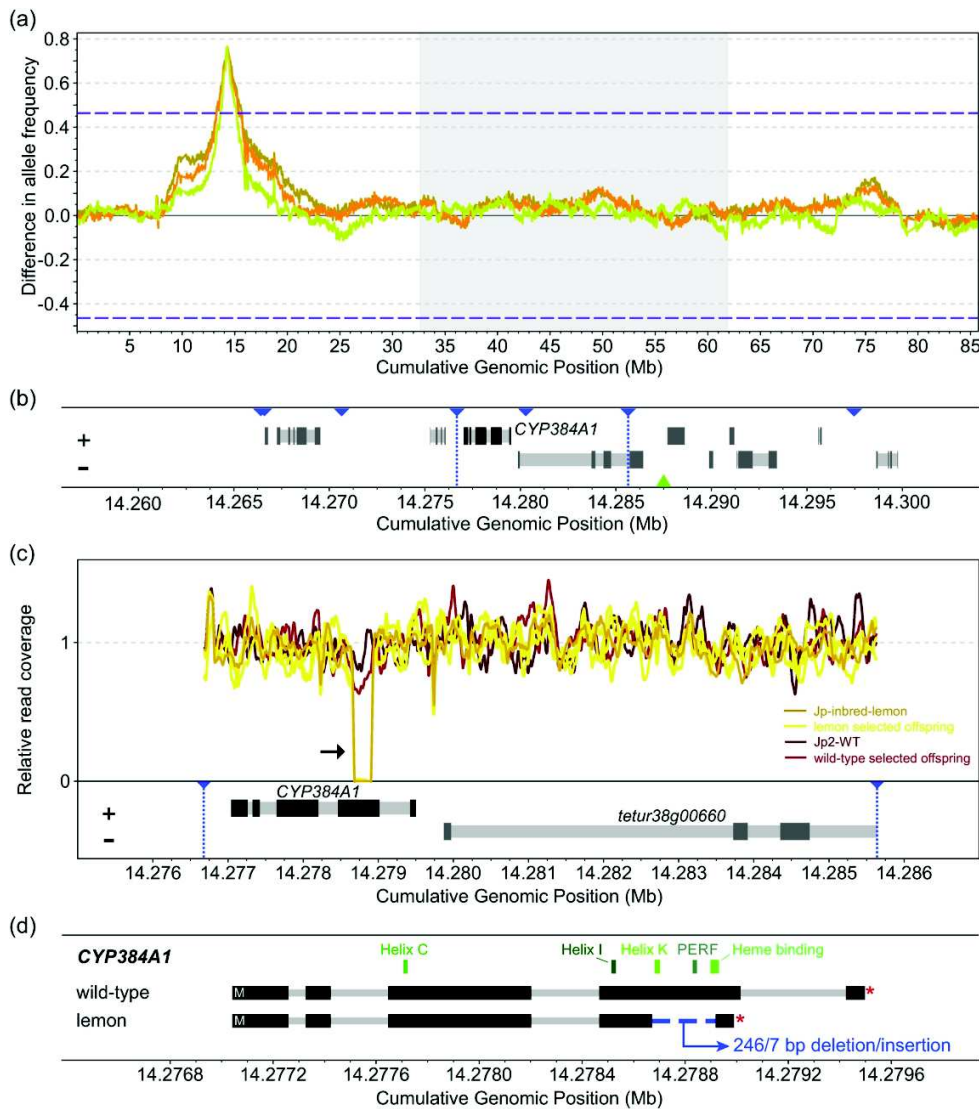 (a)
0.8
0.6
0.4
0.2
0.0
-0.2
-0.4
Difference in allele frequency
5 10 15 20 25 30 35 40 45 50 55 60 65 70 75 80 85
Cumulative Genomic Position (Mb)
(b)
CYP384A1
+
-
14.260 14.270 14.275 14.280 14.285 14.290 14.295 14.300
Cumulative Genomic Position (Mb)
(c)
Relative read coverage
1
0
Jp-inbred-lemon
lemon selected offspring
Jp2-WT
wild-type selected offspring
CYP384A1
+
-
tetur38g00660
14.276 14.277 14.278 14.279 14.280 14.281 14.282 14.283 14.284 14.285 14.286
Cumulative Genomic Position (Mb)
(d)
CYP384A1
Helix C
Helix I
Helix K
PERF
Heme binding
wild-type
M
*
lemon
M
*
246/7 bp deletion/insertion
14.2768 14.2772 14.2776 14.2780 14.2784 14.2788 14.2792 14.2796
Cumulative Genomic Position (Mb)